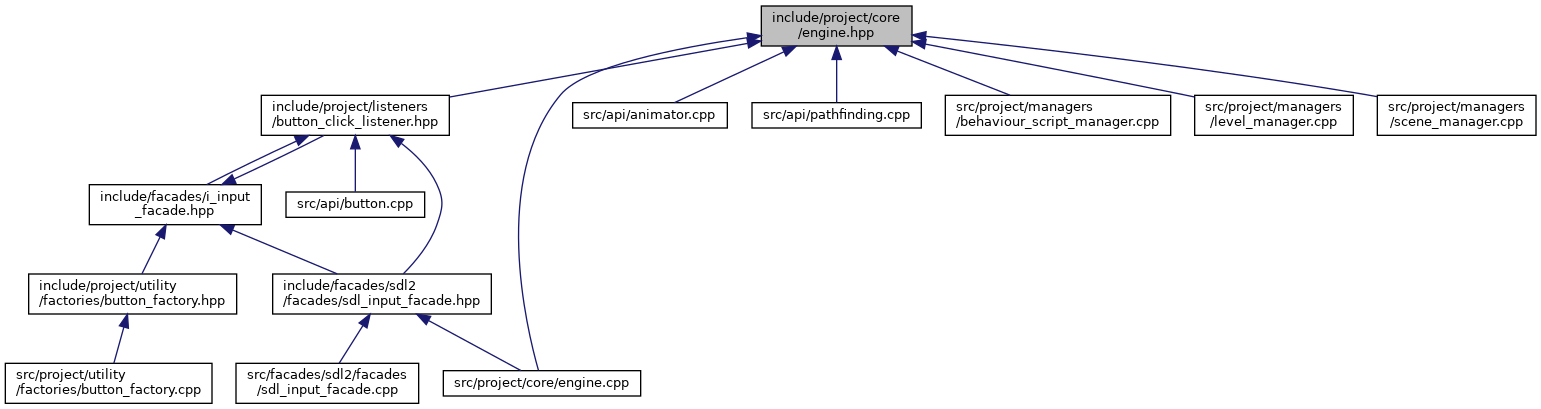 include/project/core
/engine.hpp
include/project/listeners
/button_click_listener.hpp
src/api/animator.cpp
src/api/pathfinding.cpp
src/project/managers
/behaviour_script_manager.cpp
src/project/managers
/level_manager.cpp
src/project/managers
/scene_manager.cpp
include/facades/i_input
_facade.hpp
src/api/button.cpp
include/project/utility
/factories/button_factory.hpp
include/facades/sdl2
/facades/sdl_input_facade.hpp
src/project/utility
/factories/button_factory.cpp
src/facades/sdl2/facades
/sdl_input_facade.cpp
src/project/core/engine.cpp